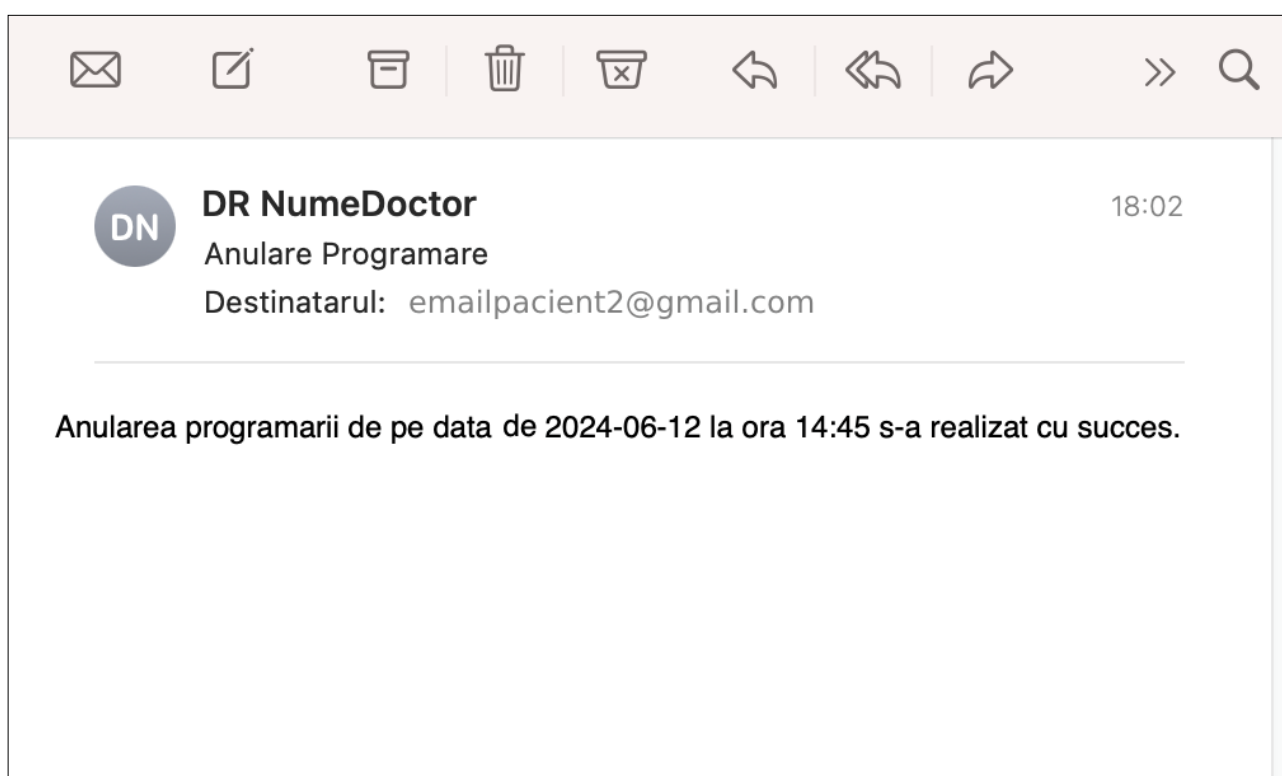 DN
DR NumeDoctor
18:02
Anulare Programare
Destinatarul: emailpacient2@gmail.com
Anularea programarii de pe data de 2024-06-12 la ora 14:45 s-a realizat cu succes.